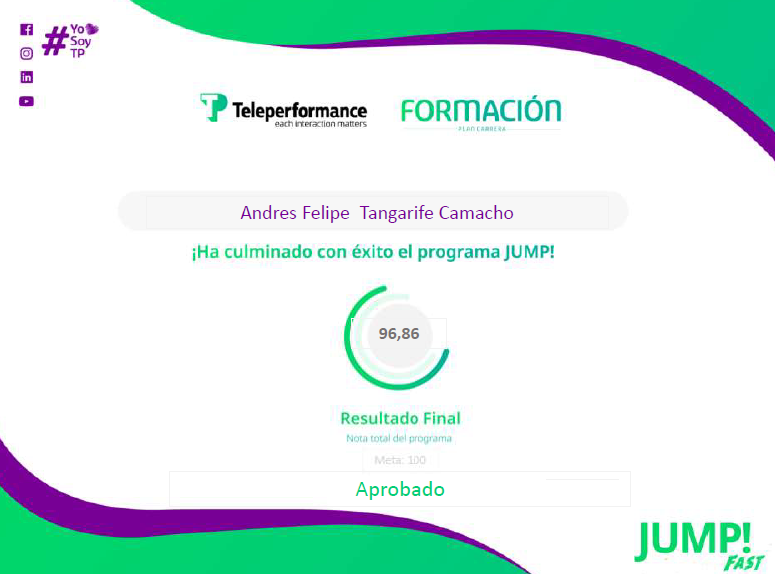 #Yo
Soy
TP
Teleperformance
each interaction matters
FORMACIÓN
PLAN CARRERA
Andres Felipe Tangarife Camacho
¡Ha culminado con éxito el programa JUMP!
96,86
Resultado Final
Nota total del programa
Meta: 100
Aprobado
JUMP!
FAST